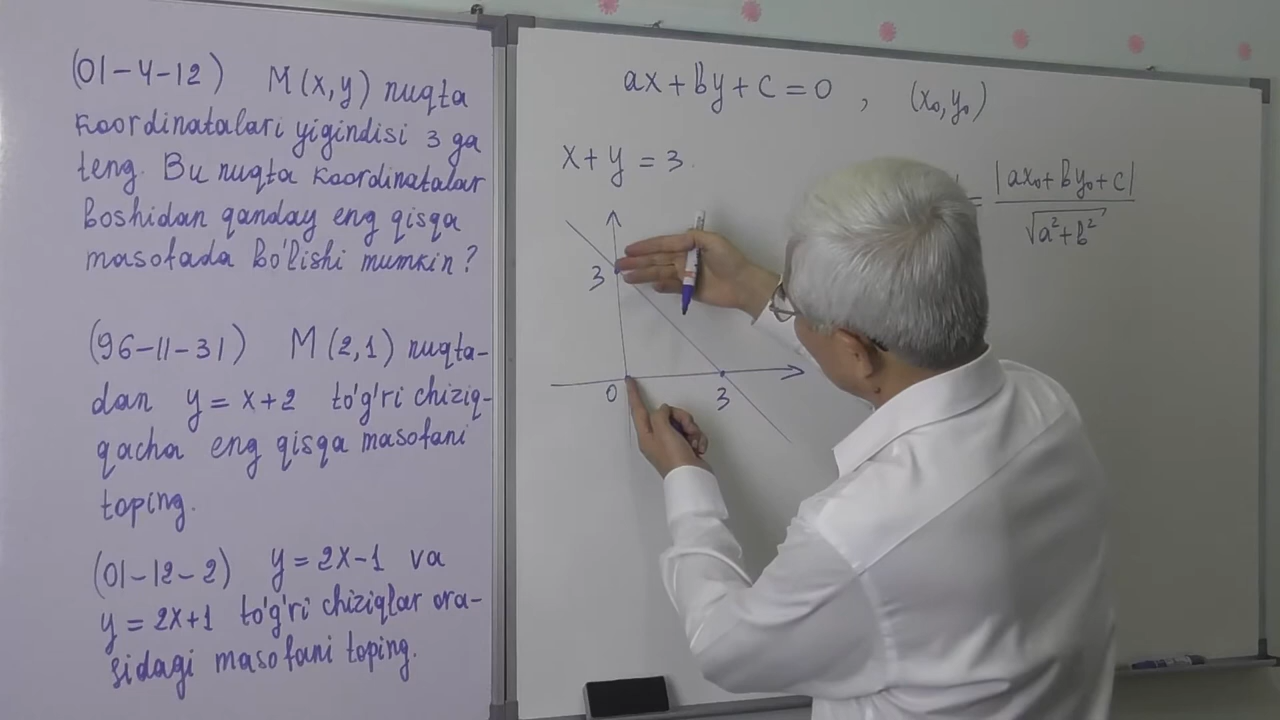 (01-4-12) M(x,y) nuqta
koordinatalari yigindisi 3 ga
teng. Bu nuqta koordinatalar
boshidan qanday eng qisqa
masofada bo'lishi mumkin?
(96-11-31) M(2,1) nuqta-
dan y=x+2 to'g'ri chiziq-
qacha eng qisqa masofani
toping.
(01-12-2) y=2x-1 va
y=2x+1 to'g'ri chiziqlar ora-
sidagi masofani toping.
ax+by+c=0, (x₀,y₀)
x+y=3.
= |ax₀+by₀+c|
√a²+b²
3
0
3